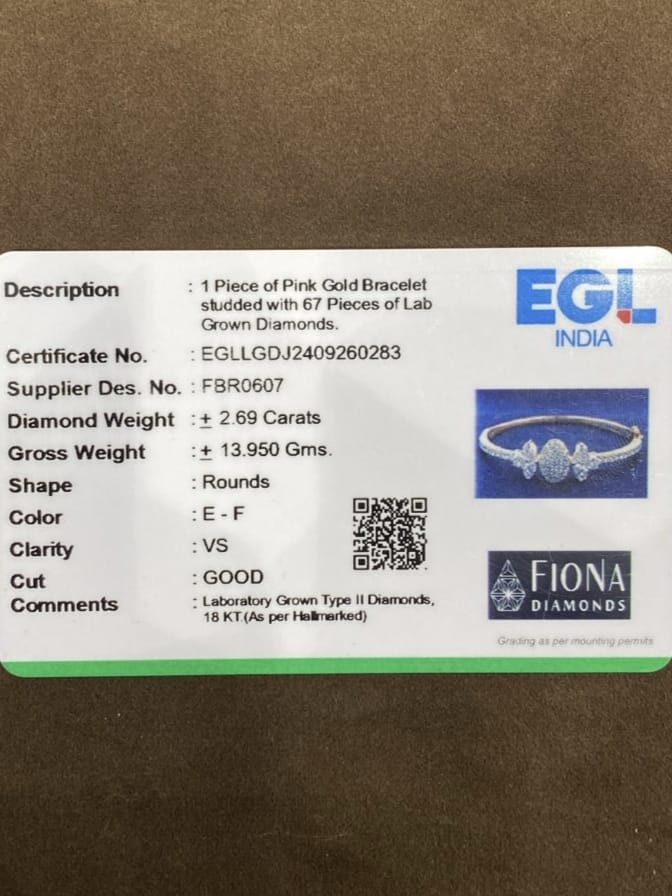 Description : 1 Piece of Pink Gold Bracelet
studded with 67 Pieces of Lab
Grown Diamonds.
Certificate No. : EGLLGDJ2409260283
Supplier Des. No. : FBR0607
Diamond Weight : ± 2.69 Carats
Gross Weight : ± 13.950 Gms.
Shape : Rounds
Color : E - F
Clarity : VS
Cut : GOOD
Comments : Laboratory Grown Type II Diamonds,
18 KT.(As per Hallmarked)
EGL
INDIA
FIONA
DIAMONDS
Grading as per mounting permits